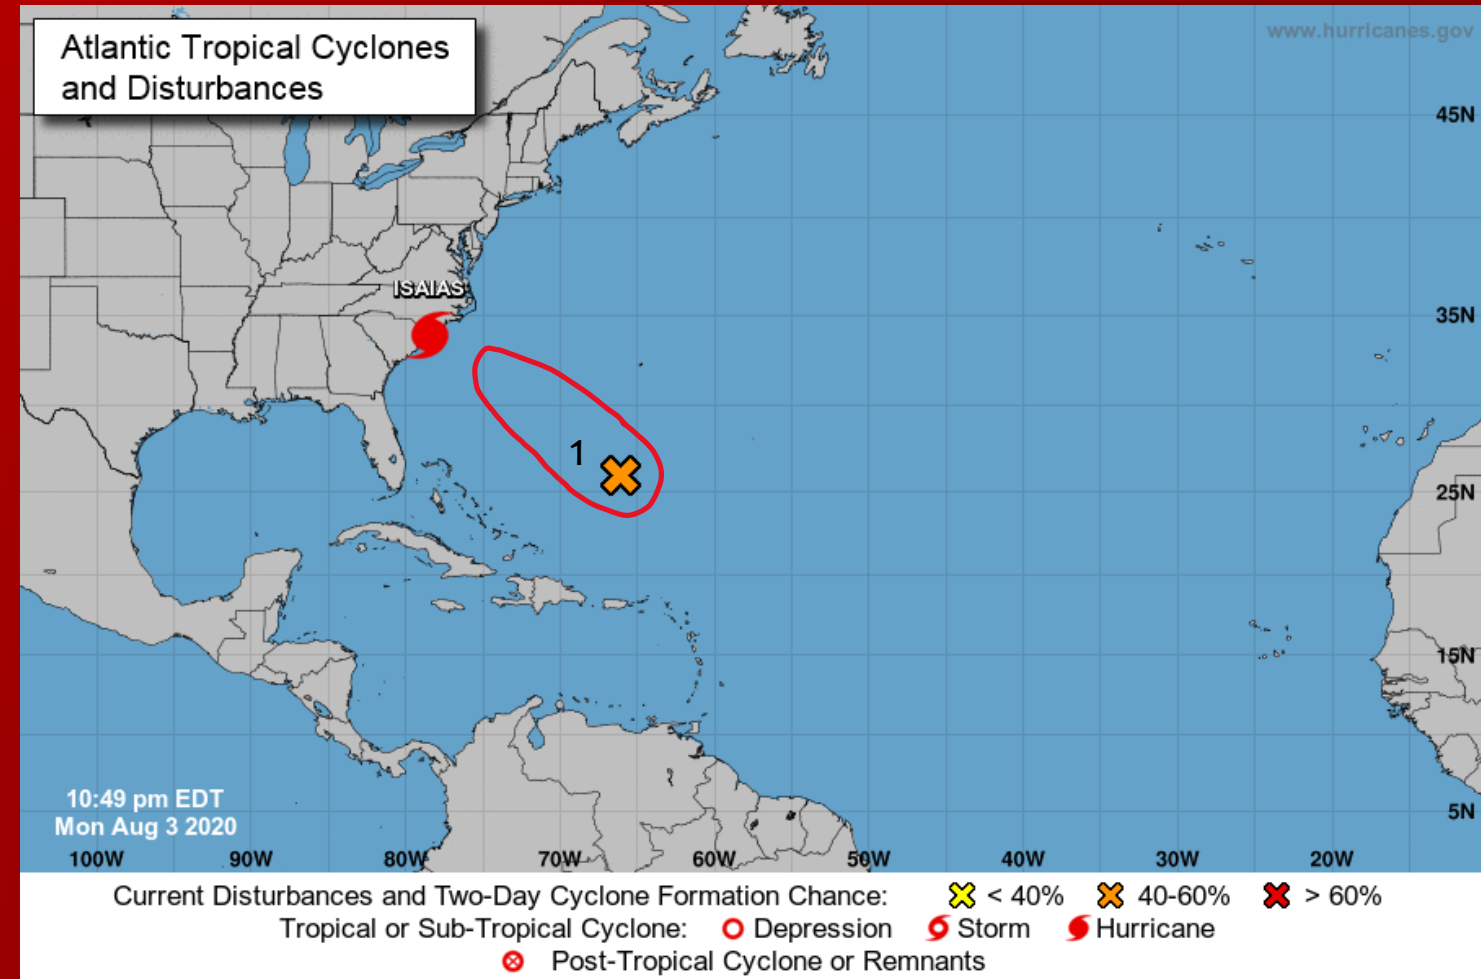 Atlantic Tropical Cyclones
and Disturbances
www.hurricanes.gov
45N
ISAIAS
35N
1
25N
15N
10:49 pm EDT
Mon Aug 3 2020
5N
100W 90W 80W 70W 60W 50W 40W 30W 20W
Current Disturbances and Two-Day Cyclone Formation Chance: < 40% 40-60% > 60%
Tropical or Sub-Tropical Cyclone: Depression Storm Hurricane
Post-Tropical Cyclone or Remnants